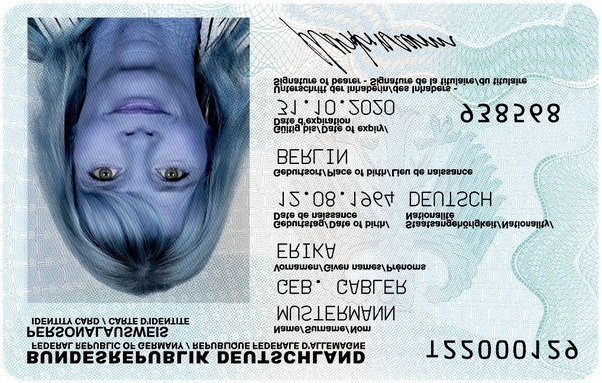 BUNDESREPUBLIK DEUTSCHLAND
FEDERAL REPUBLIC OF GERMANY / REPUBLIQUE FEDERALE D'ALLEMAGNE
PERSONALAUSWEIS
IDENTITY CARD / CARTE D'IDENTITE
T22000129
Name/Surname/Nom
MUSTERMANN
GEB. GABLER
Vornamen/Given names/Prénoms
ERIKA
Geburtstag/Date of birth/
Date de naissance
Staatsangehörigkeit/Nationality/
Nationalité
12.08.1964 DEUTSCH
Geburtsort/Place of birth/Lieu de naissance
BERLIN
Gültig bis/Date of expiry/
Date d'expiration
31.10.2020
938568
Unterschrift der Inhaberin/des Inhabers -
Signature of bearer - Signature de la titulaire/du titulaire
Mustermann